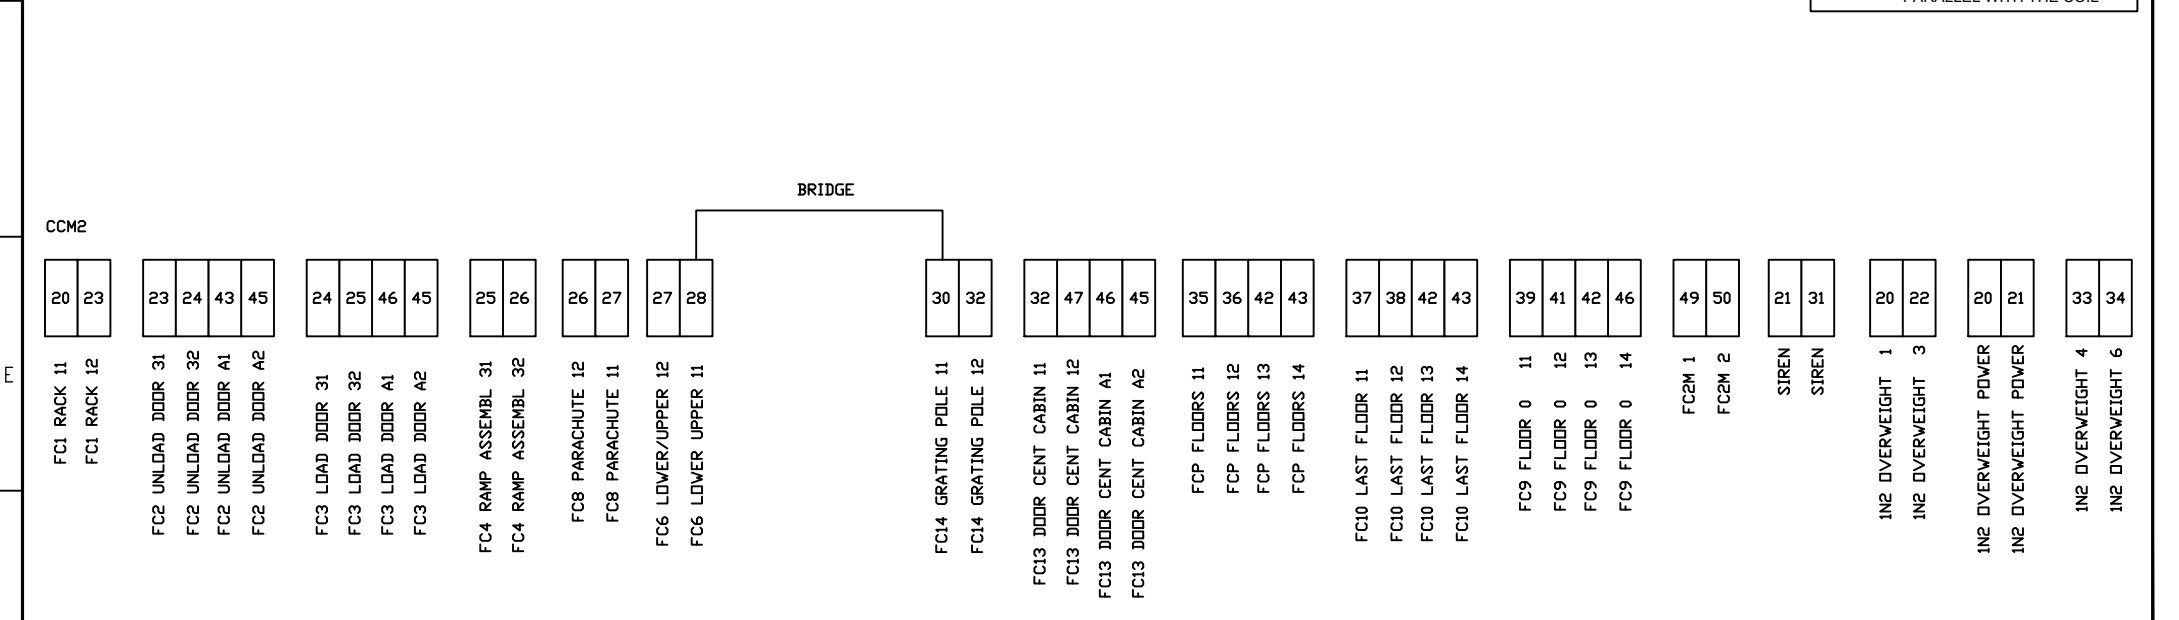 BRIDGE
CCM2
20 23
23 24 43 45
24 25 46 45
25 26
26 27
27 28
30 32
32 47 46 45
35 36 42 43
37 38 42 43
39 41 42 46
49 50
21 31
20 22
20 21
33 34
E
FC1 RACK 11
FC1 RACK 12
FC2 UNLOAD DOOR 31
FC2 UNLOAD DOOR 32
FC2 UNLOAD DOOR A1
FC2 UNLOAD DOOR A2
FC3 LOAD DOOR 31
FC3 LOAD DOOR 32
FC3 LOAD DOOR A1
FC3 LOAD DOOR A2
FC4 RAMP ASSEMBL 31
FC4 RAMP ASSEMBL 32
FC8 PARACHUTE 12
FC8 PARACHUTE 11
FC6 LOWER/UPPER 12
FC6 LOWER UPPER 11
FC14 GRATING POLE 11
FC14 GRATING POLE 12
FC13 DOOR CENT CABIN 11
FC13 DOOR CENT CABIN 12
FC13 DOOR CENT CABIN A1
FC13 DOOR CENT CABIN A2
FCP FLOORS 11
FCP FLOORS 12
FCP FLOORS 13
FCP FLOORS 14
FC10 LAST FLOOR 11
FC10 LAST FLOOR 12
FC10 LAST FLOOR 13
FC10 LAST FLOOR 14
FC9 FLOOR 0 11
FC9 FLOOR 0 12
FC9 FLOOR 0 13
FC9 FLOOR 0 14
FC2M 1
FC2M 2
SIREN
SIREN
1N2 OVERWEIGHT 1
1N2 OVERWEIGHT 3
1N2 OVERWEIGHT POWER
1N2 OVERWEIGHT POWER
1N2 OVERWEIGHT 4
1N2 OVERWEIGHT 6